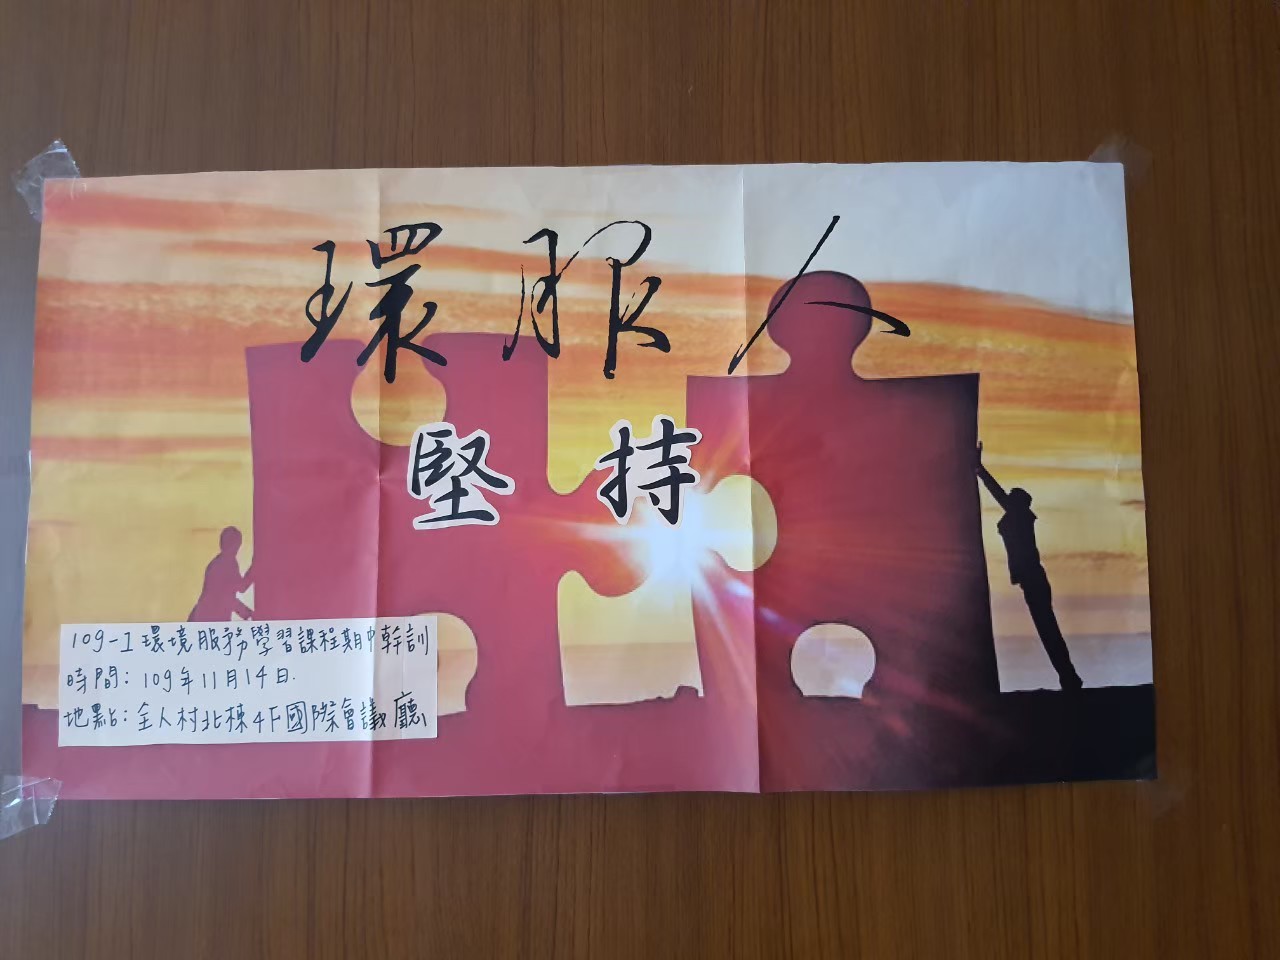 環服人
堅持
109-1環境服務學習課程期中幹訓
時間：109年11月14日.
地點：全人村北棟4F國際會議廳